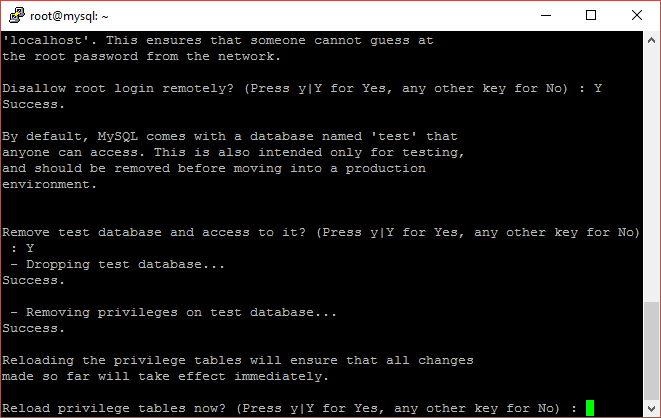 root@mysql: ~
'localhost'. This ensures that someone cannot guess at
the root password from the network.
Disallow root login remotely? (Press y|Y for Yes, any other key for No) : Y
Success.
By default, MySQL comes with a database named 'test' that
anyone can access. This is also intended only for testing,
and should be removed before moving into a production
environment.
Remove test database and access to it? (Press y|Y for Yes, any other key for No)
 : Y
 - Dropping test database...
Success.
 - Removing privileges on test database...
Success.
Reloading the privilege tables will ensure that all changes
made so far will take effect immediately.
Reload privilege tables now? (Press y|Y for Yes, any other key for No) :